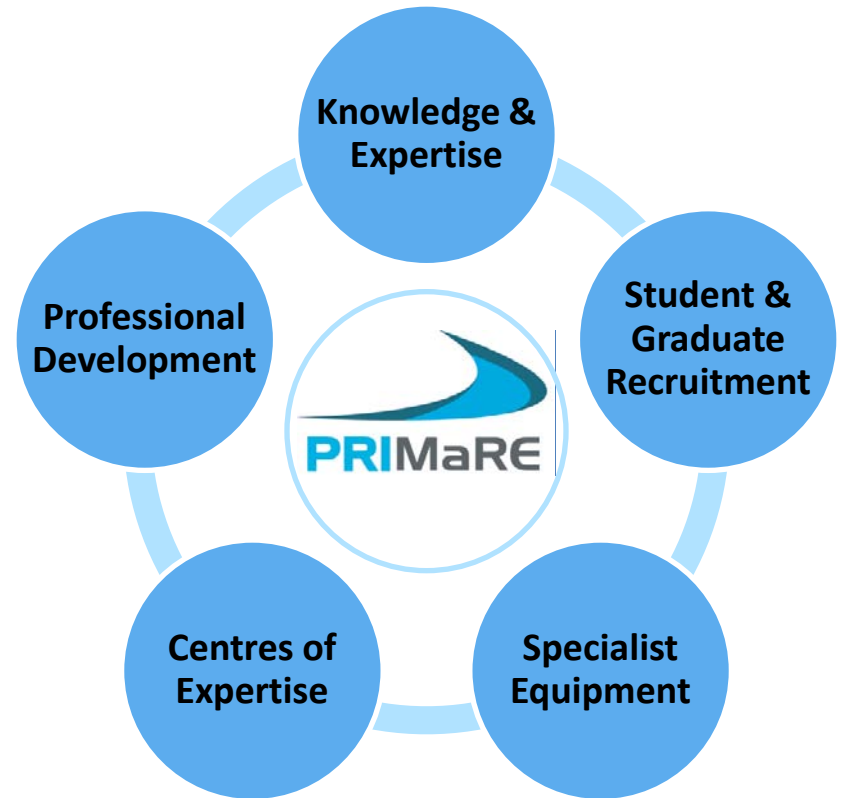 Knowledge &
Expertise
Student &
Graduate
Recruitment
Specialist
Equipment
Centres of
Expertise
Professional
Development
PRIMaRE